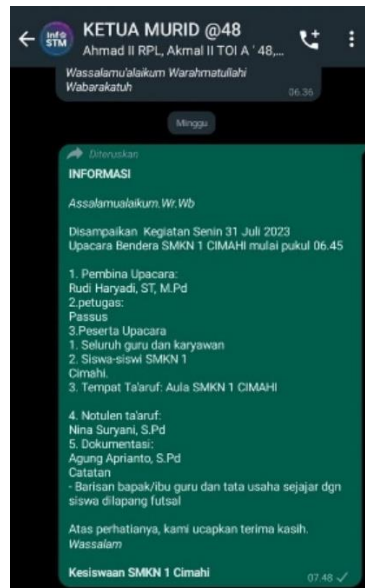 Info
STM
KETUA MURID @48
Ahmad II RPL, Akmal II TOI A ' 48,...
Wassalamu'alaikum Warahmatullahi
Wabarakatuh
06.36
Minggu
Diteruskan
INFORMASI
Assalamualaikum.Wr.Wb
Disampaikan Kegiatan Senin 31 Juli 2023
Upacara Bendera SMKN 1 CIMAHI mulai pukul 06.45
1. Pembina Upacara:
Rudi Haryadi, ST, M.Pd
2.petugas:
Passus
3.Peserta Upacara
1. Seluruh guru dan karyawan
2. Siswa-siswi SMKN 1
Cimahi.
3. Tempat Ta'aruf: Aula SMKN 1 CIMAHI
4. Notulen ta'aruf:
Nina Suryani, S.Pd
5. Dokumentasi:
Agung Aprianto, S.Pd
Catatan
- Barisan bapak/ibu guru dan tata usaha sejajar dgn
siswa dilapang futsal
Atas perhatianya, kami ucapkan terima kasih.
Wassalam
Kesiswaan SMKN 1 Cimahi
07.48